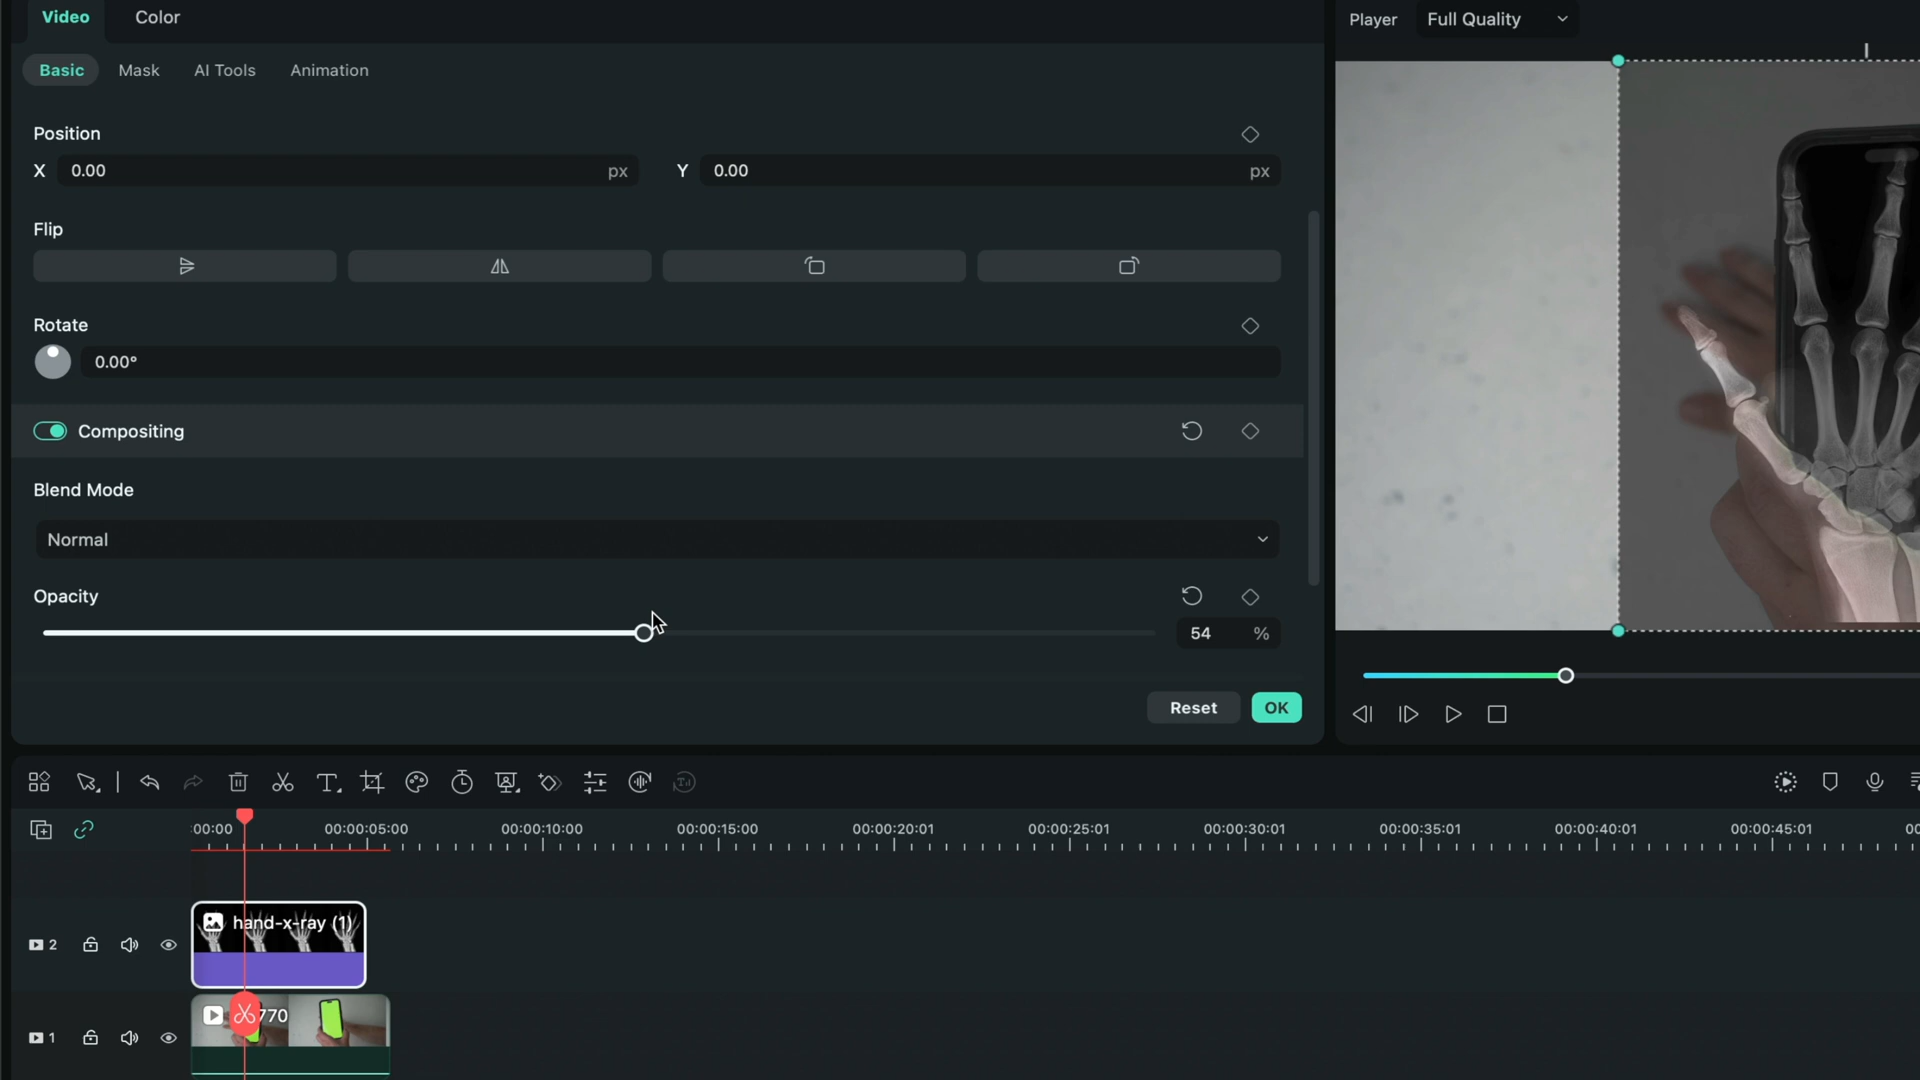 Video Color
Player Full Quality
Basic Mask AI Tools Animation
Position
X 0.00 px Y 0.00 px
Flip
Rotate
0.00°
Compositing
Blend Mode
Normal
Opacity
54 %
Reset OK
:00:00 00:00:05:00 00:00:10:00 00:00:15:00 00:00:20:01 00:00:25:01 00:00:30:01 00:00:35:01 00:00:40:01 00:00:45:01 00
hand-x-ray (1)
2
770
1